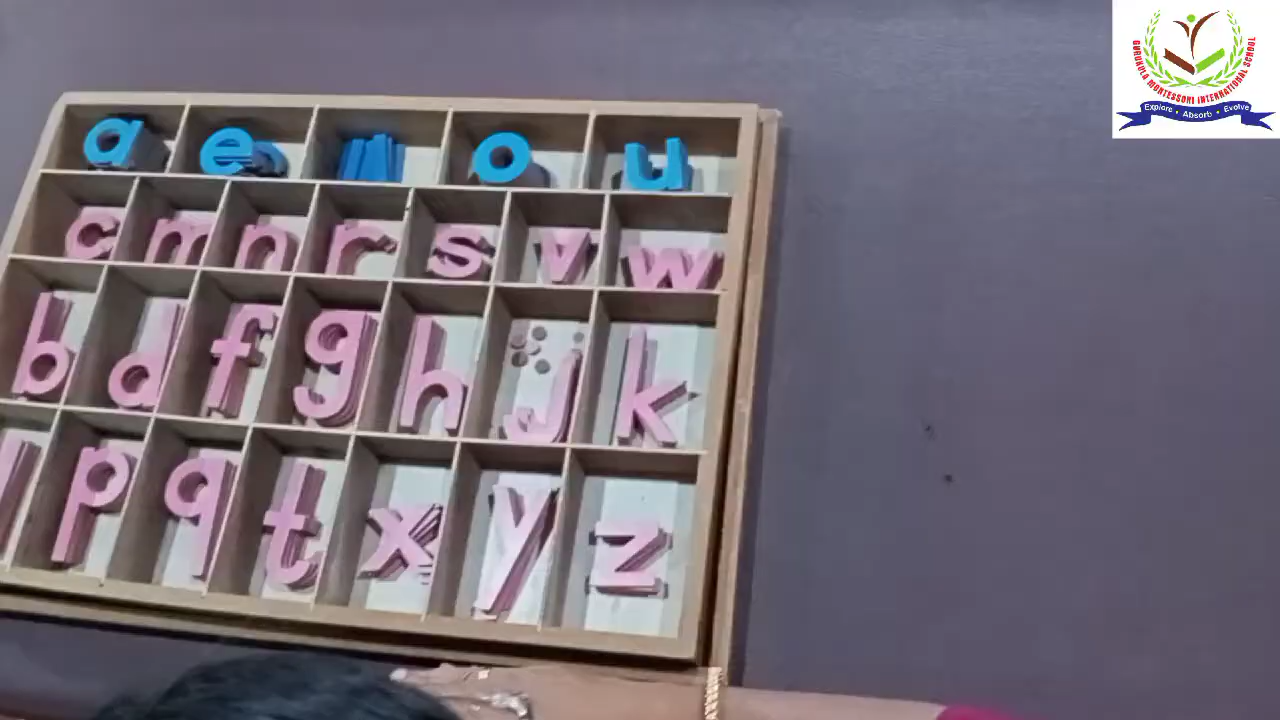 GURUKULA MONTESSORI INTERNATIONAL SCHOOL
Explore • Absorb • Evolve
a e i o u
c m n r s v w
b d f g h j k
l p q t x y z